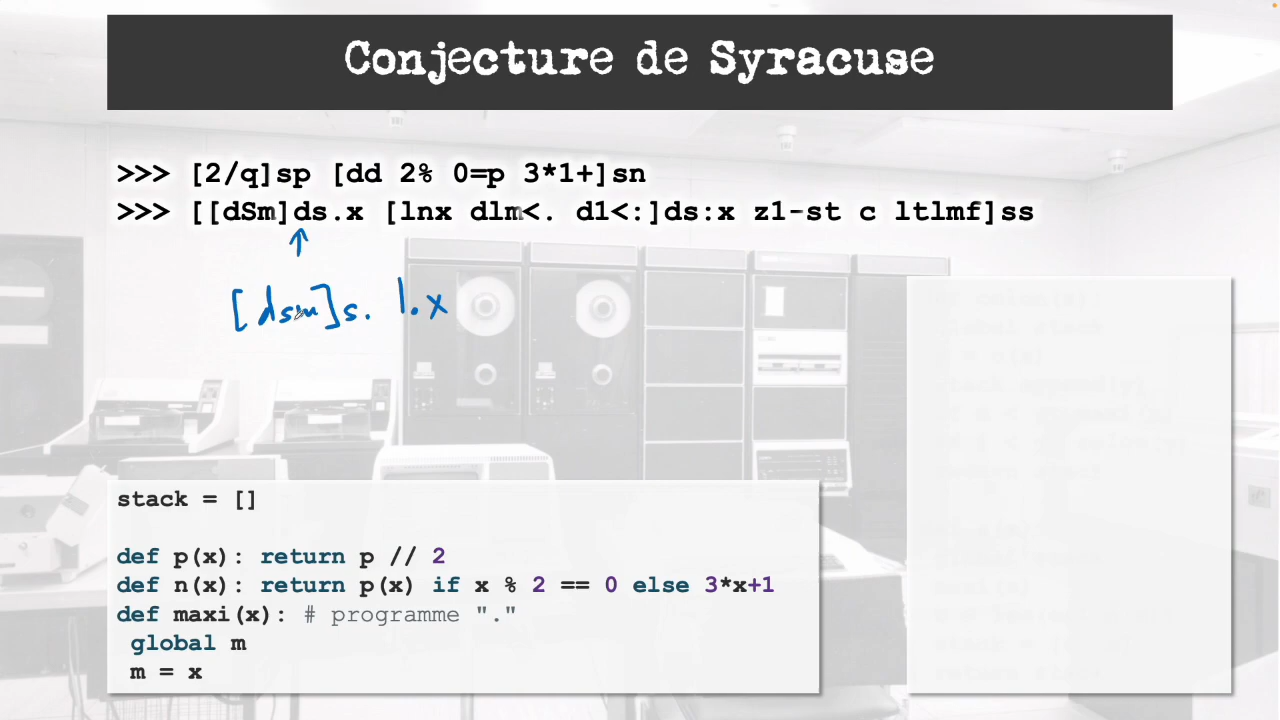 Conjecture de Syracuse
>>> [2/q]sp [dd 2% 0=p 3*1+]sn
>>> [[dSm]ds.x [lnx dlm<. d1<:]ds:x z1-st c ltlmf]ss
[dsm]s. l.x
stack = []
def p(x): return p // 2
def n(x): return p(x) if x % 2 == 0 else 3*x+1
def maxi(x): # programme "."
global m
m = x